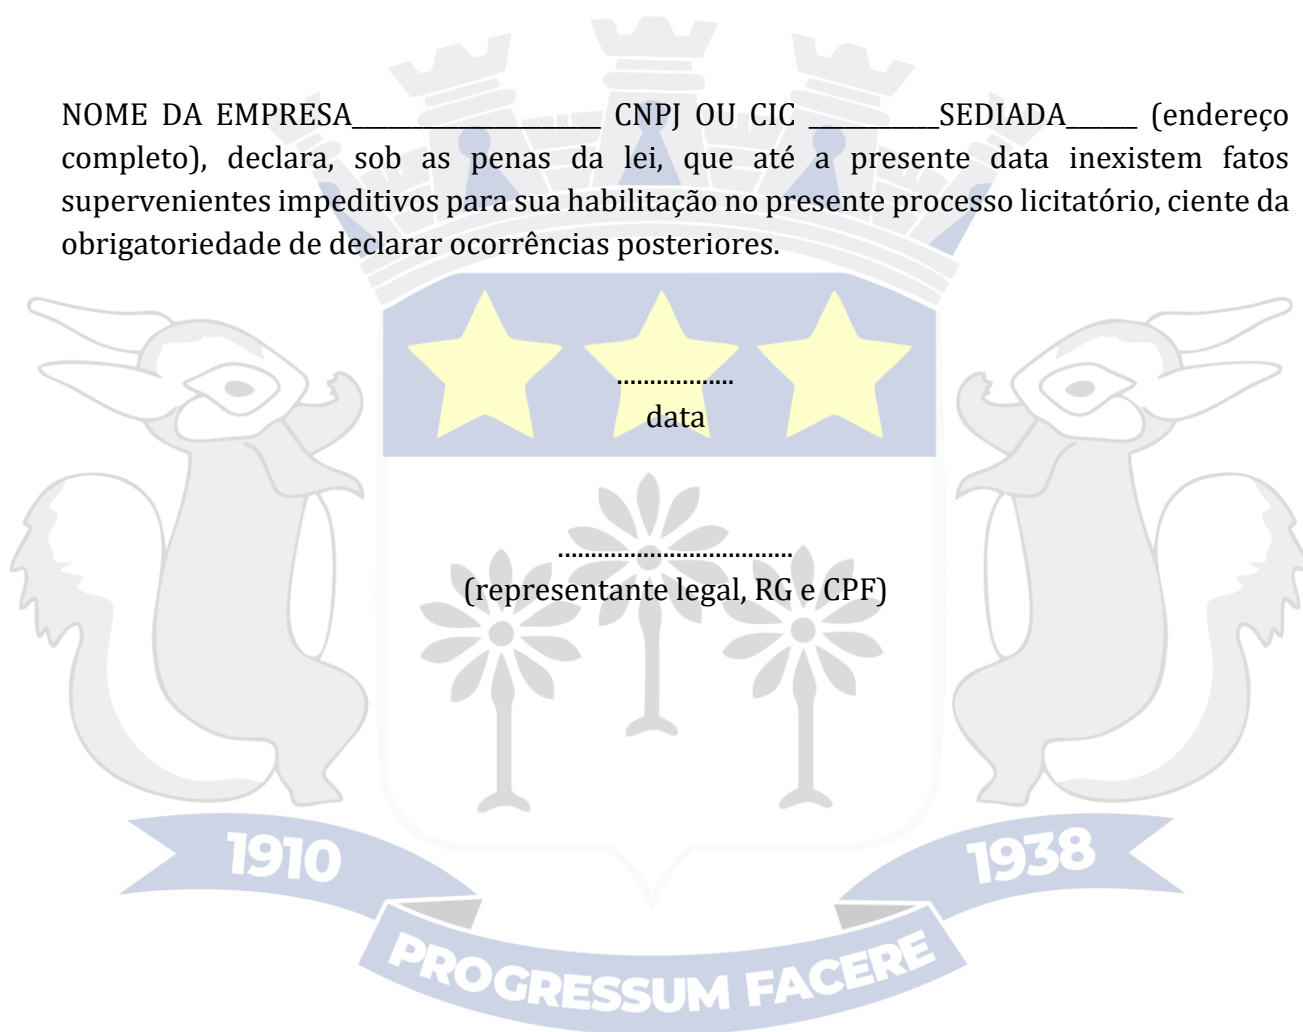 NOME DA EMPRESA_____________________ CNPJ OU CIC ___________SEDIADA______ (endereço
completo), declara, sob as penas da lei, que até a presente data inexistem fatos
supervenientes impeditivos para sua habilitação no presente processo licitatório, ciente da
obrigatoriedade de declarar ocorrências posteriores.
..................
data
....................................
(representante legal, RG e CPF)
1910
1938
PROGRESSUM FACERE